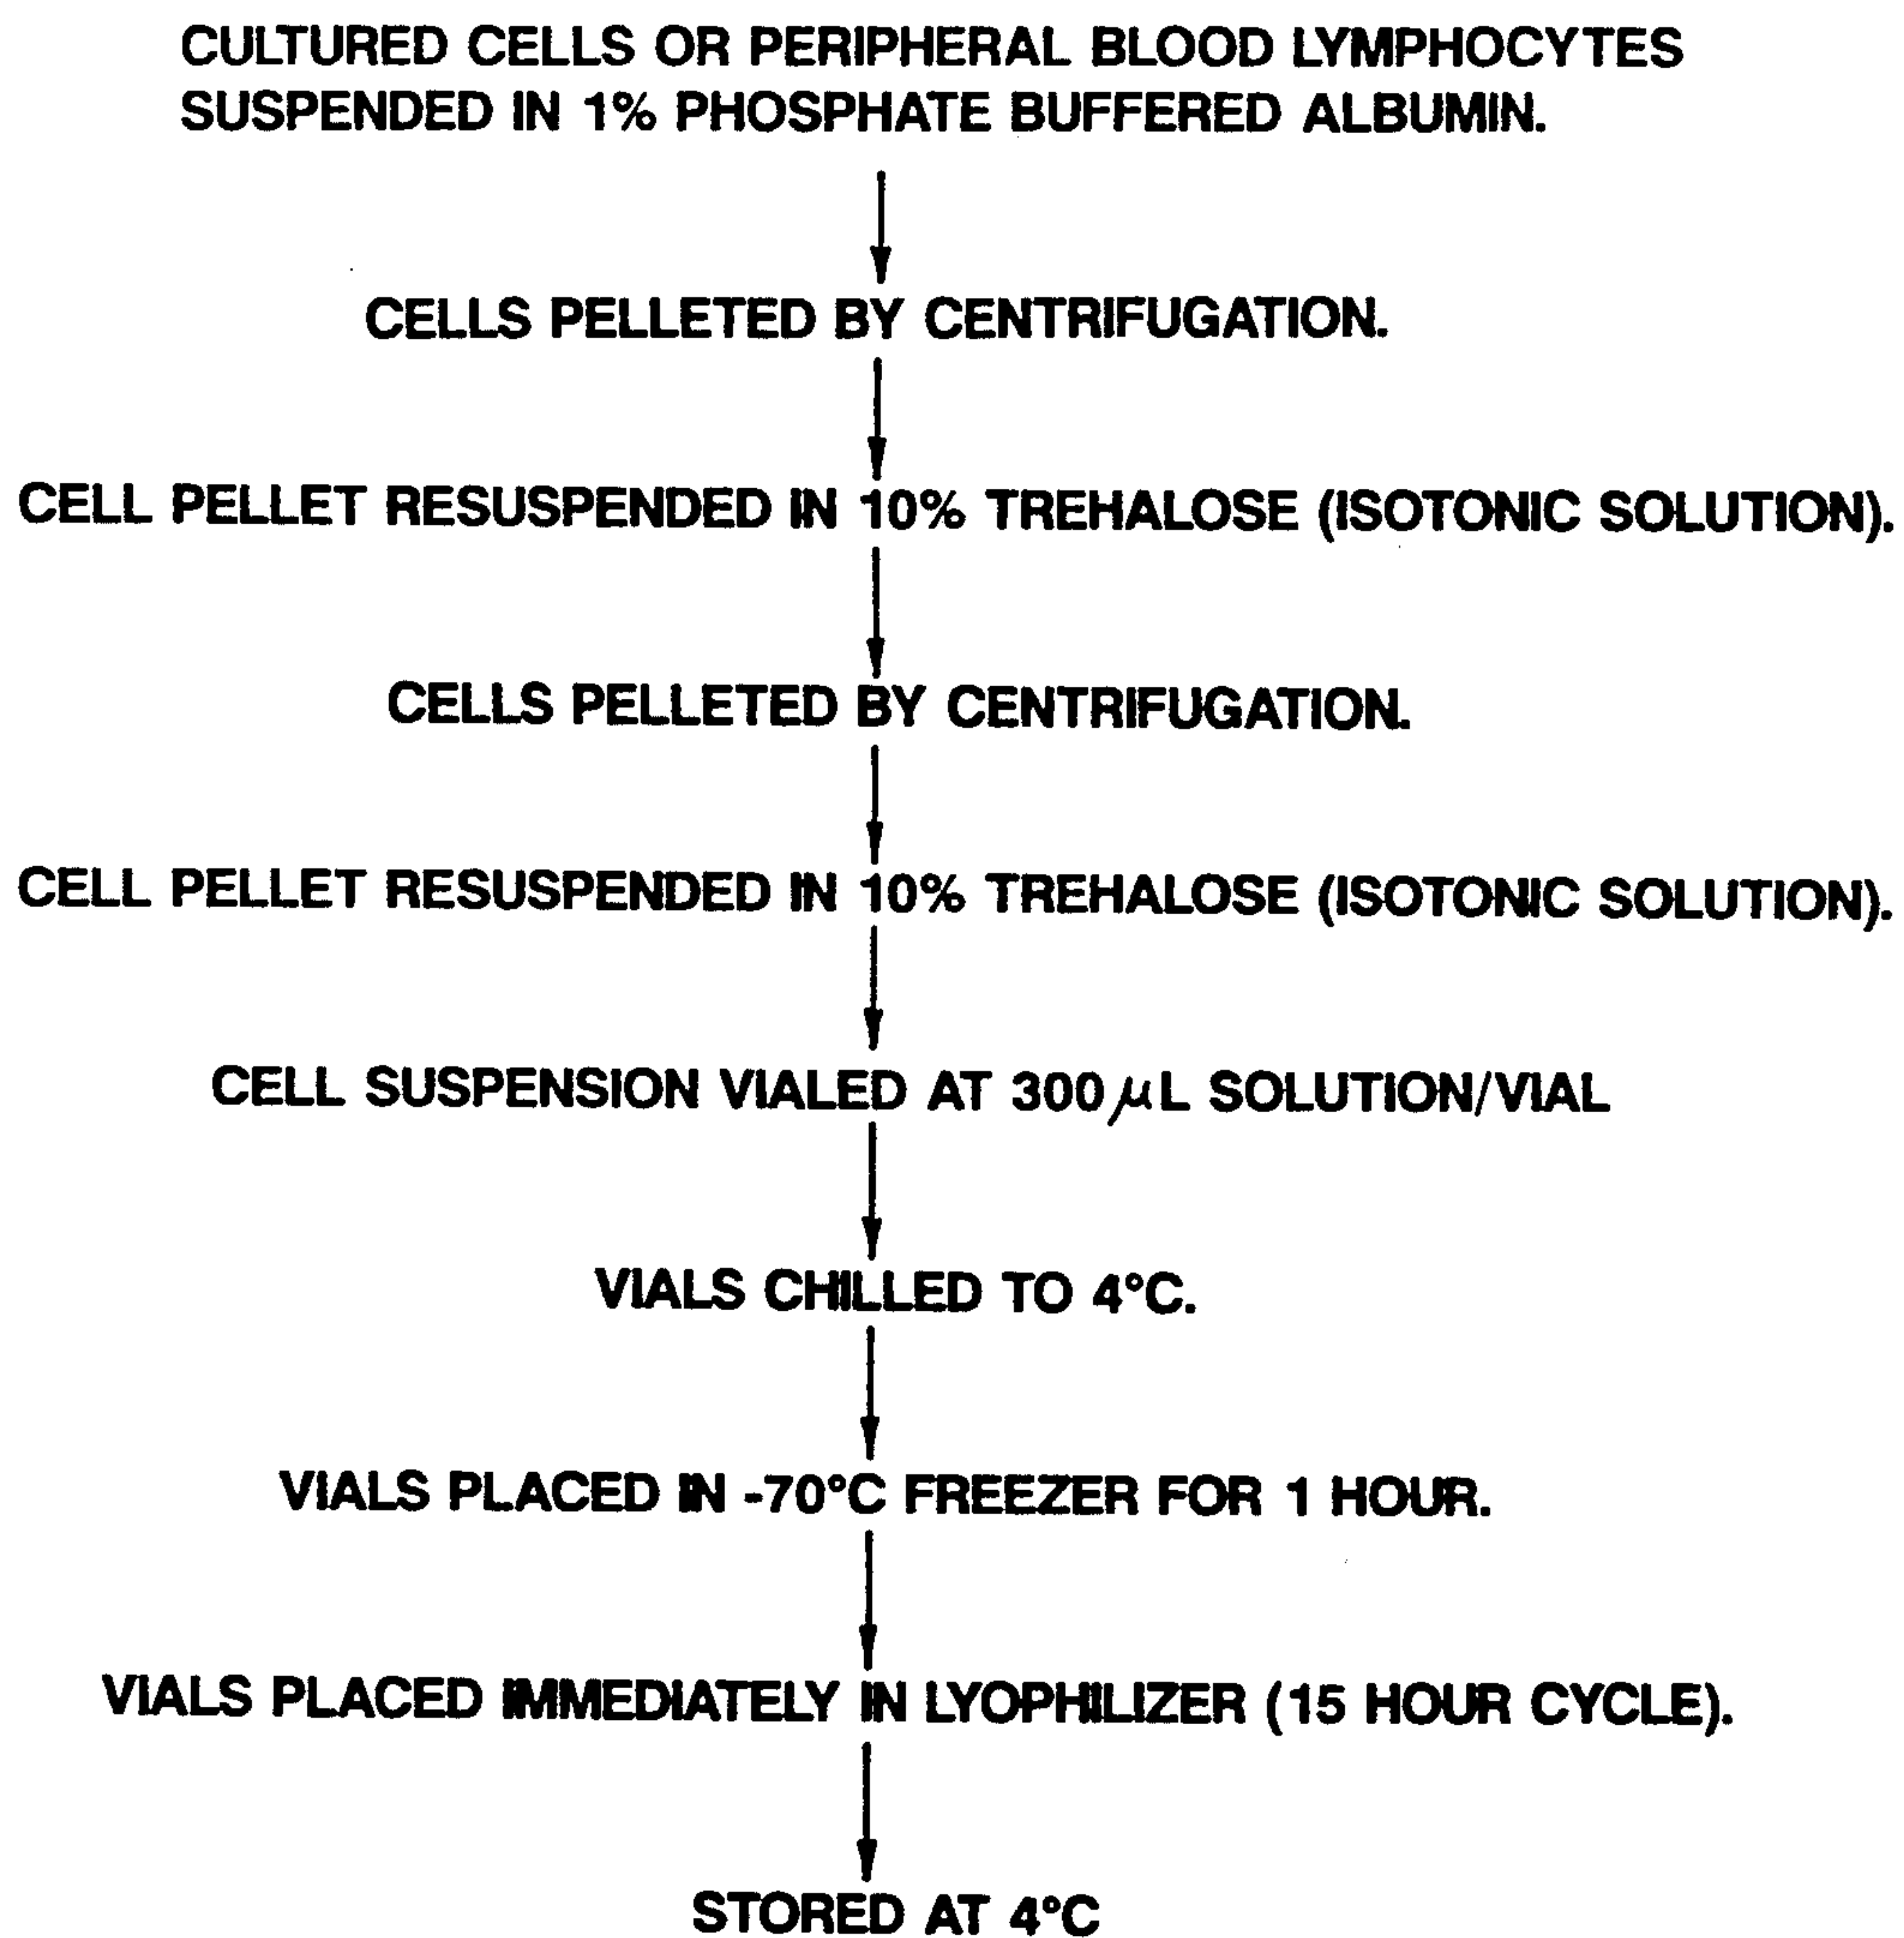 CULTURED CELLS OR PERIPHERAL BLOOD LYMPHOCYTES
SUSPENDED IN 1% PHOSPHATE BUFFERED ALBUMIN.
CELLS PELLETED BY CENTRIFUGATION.
CELL PELLET RESUSPENDED IN 10% TREHALOSE (ISOTONIC SOLUTION).
CELLS PELLETED BY CENTRIFUGATION.
CELL PELLET RESUSPENDED IN 10% TREHALOSE (ISOTONIC SOLUTION).
CELL SUSPENSION VIALED AT 300μL SOLUTION/VIAL
VIALS CHILLED TO 4°C.
VIALS PLACED IN -70°C FREEZER FOR 1 HOUR.
VIALS PLACED IMMEDIATELY IN LYOPHILIZER (15 HOUR CYCLE).
STORED AT 4°C